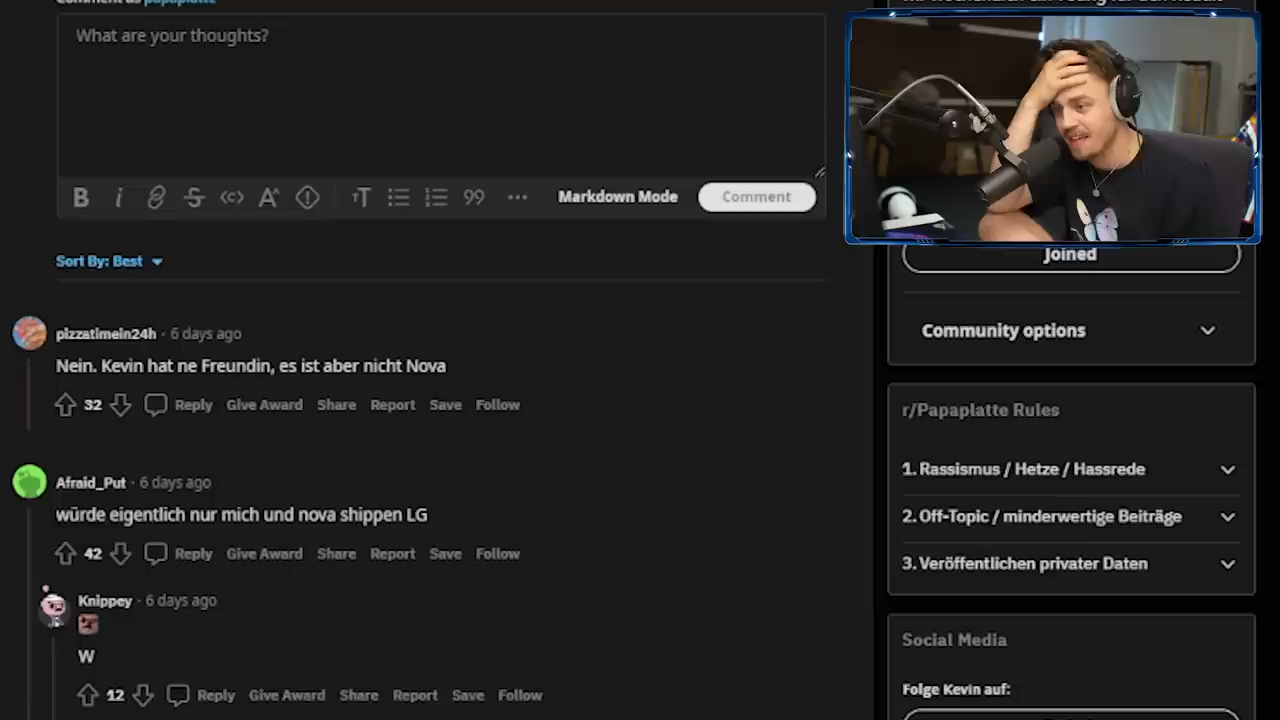 Comment as papaplatte
What are your thoughts?
B i </> A^ T 99 ... Markdown Mode Comment
Sort By: Best
Joined
Community options
pizzatimein24h · 6 days ago
Nein. Kevin hat ne Freundin, es ist aber nicht Nova
32 Reply Give Award Share Report Save Follow
r/Papaplatte Rules
1. Rassismus / Hetze / Hassrede
2. Off-Topic / minderwertige Beiträge
3. Veröffentlichen privater Daten
Afraid_Put · 6 days ago
würde eigentlich nur mich und nova shippen LG
42 Reply Give Award Share Report Save Follow
Knippey · 6 days ago
W
12 Reply Give Award Share Report Save Follow
Social Media
Folge Kevin auf: